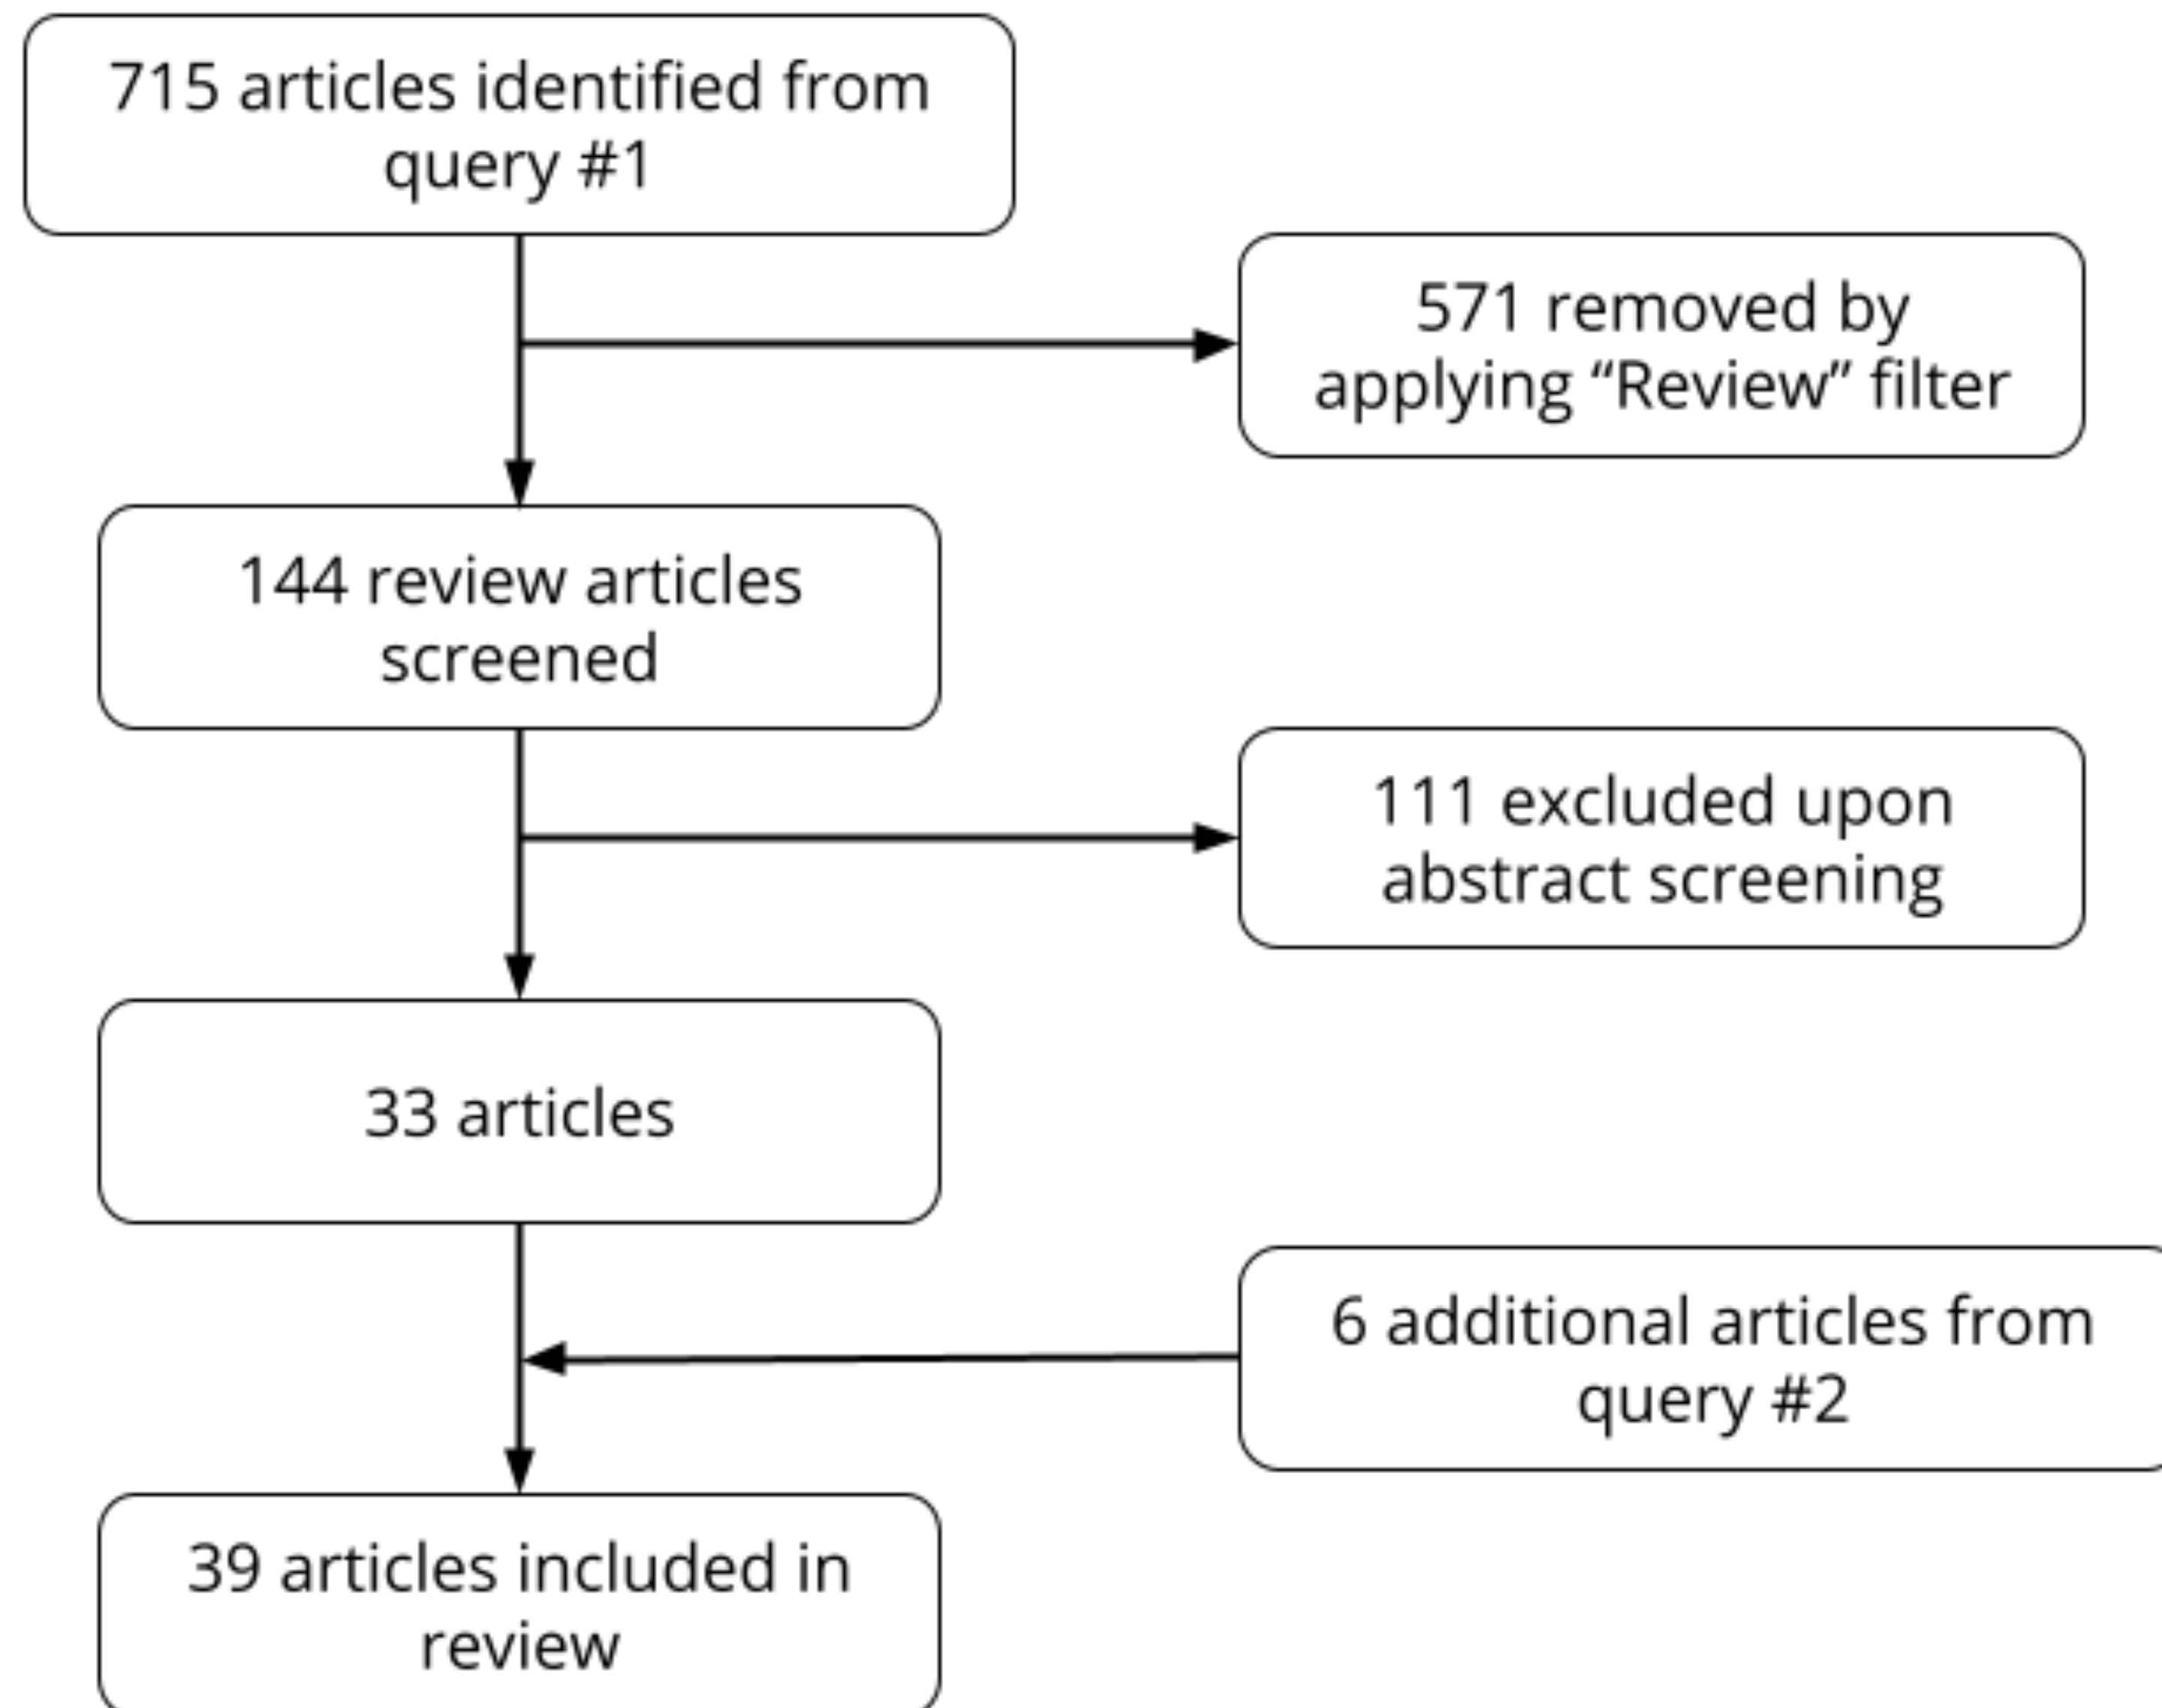 715 articles identified from
query #1
571 removed by
applying “Review” filter
144 review articles
screened
111 excluded upon
abstract screening
33 articles
6 additional articles from
query #2
39 articles included in
review